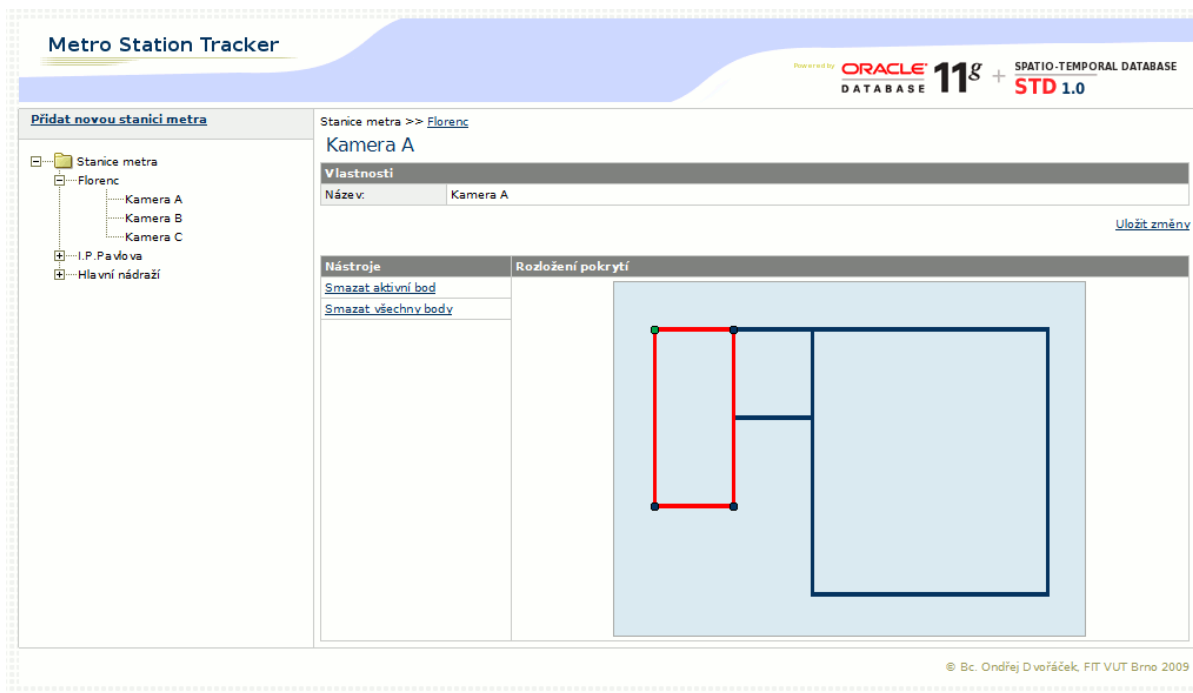 Metro Station Tracker
Powered by ORACLE DATABASE 11g + SPATIO-TEMPORAL DATABASE STD 1.0
Přidat novou stanici metra
Stanice metra
Florenc
Kamera A
Kamera B
Kamera C
I.P.Pavlova
Hlavní nádraží
Stanice metra >> Florenc
Kamera A
Vlastnosti
Název: Kamera A
Uložit změny
Nástroje
Smazat aktivní bod
Smazat všechny body
Rozložení pokrytí
© Bc. Ondřej Dvořáček, FIT VUT Brno 2009